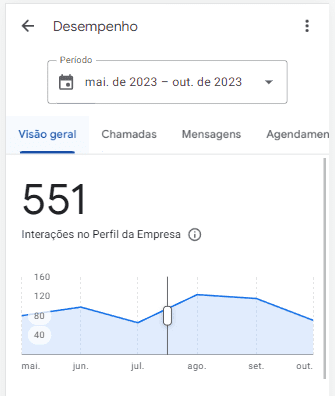 Desempenho
Período
mai. de 2023 – out. de 2023
Visão geral Chamadas Mensagens Agendamen
551
Interações no Perfil da Empresa
160
120
80
40
mai. jun. jul. ago. set. out.